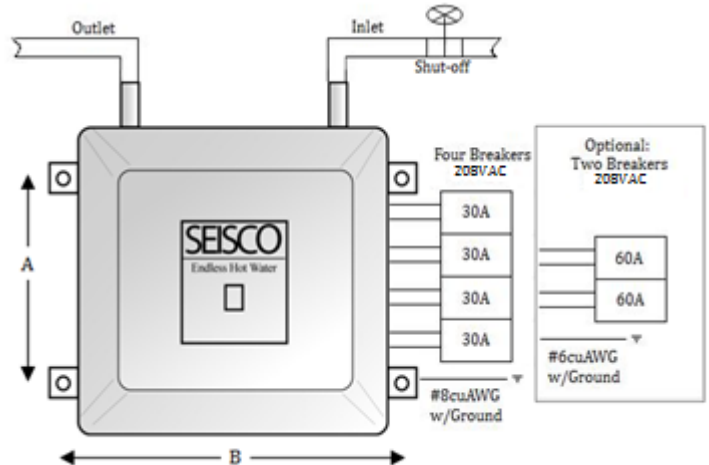 Outlet
Inlet
Shut-off
A
SEISCO
Endless Hot Water
B
Four Breakers
208VAC
30A
30A
30A
30A
#8cuAWG
w/Ground
Optional:
Two Breakers
208VAC
60A
60A
#6cuAWG
w/Ground